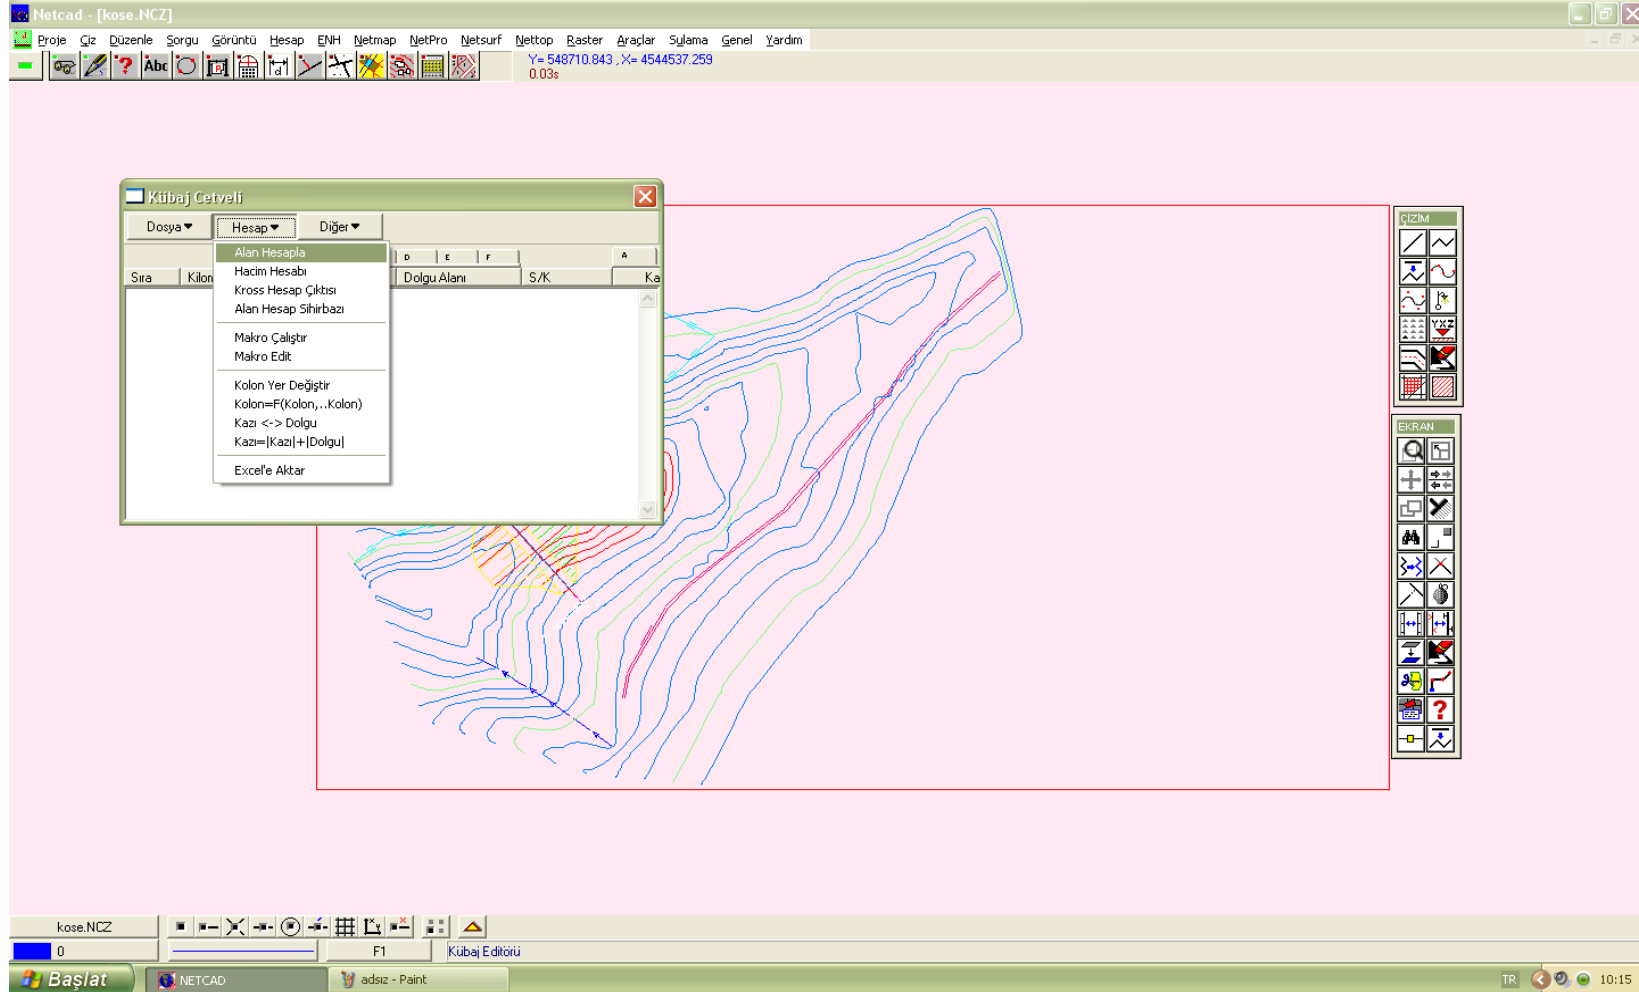 Netcad - [kose.NCZ]
Proje Çiz Düzenle Sorgu Görüntü Hesap ENH Netmap NetPro Netsurf Nettop Raster Araçlar Sulama Genel Yardım
Abc
Y= 548710.843 , X= 4544537.259
0.03s
Kübaj Cetveli
Dosya Hesap Diğer
Alan Hesapla
Hacim Hesabı
Kross Hesap Çıktısı
Alan Hesap Sihirbazı
Makro Çalıştır
Makro Edit
Kolon Yer Değiştir
Kolon=F(Kolon,..Kolon)
Kazı <-> Dolgu
Kazı=|Kazı|+|Dolgu|
Excel'e Aktar
D E F A
Sıra Kilon Dolgu Alanı S/K Ka
ÇİZİM
YXZ
EKRAN
kose.NCZ
0 F1 Kübaj Editörü
Başlat NETCAD adsız - Paint TR 10:15